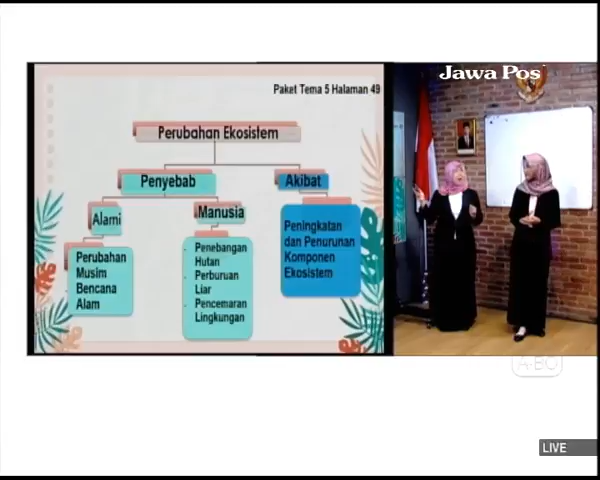 Jawa Pos
Paket Tema 5 Halaman 49
Perubahan Ekosistem
Penyebab
Akibat
Alami
Manusia
Perubahan
Musim
Bencana
Alam
- Penebangan
Hutan
- Perburuan
Liar
- Pencemaran
Lingkungan
Peningkatan
dan Penurunan
Komponen
Ekosistem
A-BO
LIVE